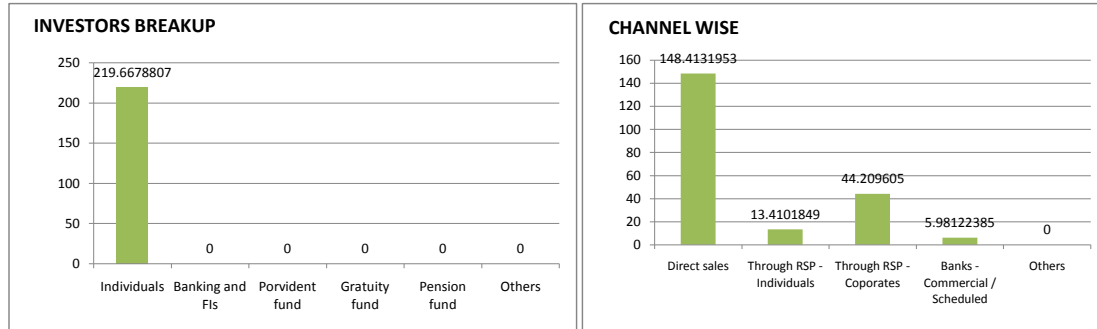 INVESTORS BREAKUP
250
200
150
100
50
0
219.6678807
0
0
0
0
0
Individuals
Banking and
FIs
Porvident
fund
Gratuity
fund
Pension
fund
Others
CHANNEL WISE
160
140
120
100
80
60
40
20
0
148.4131953
13.4101849
44.209605
5.98122385
0
Direct sales
Through RSP -
Individuals
Through RSP -
Coporates
Banks -
Commercial /
Scheduled
Others